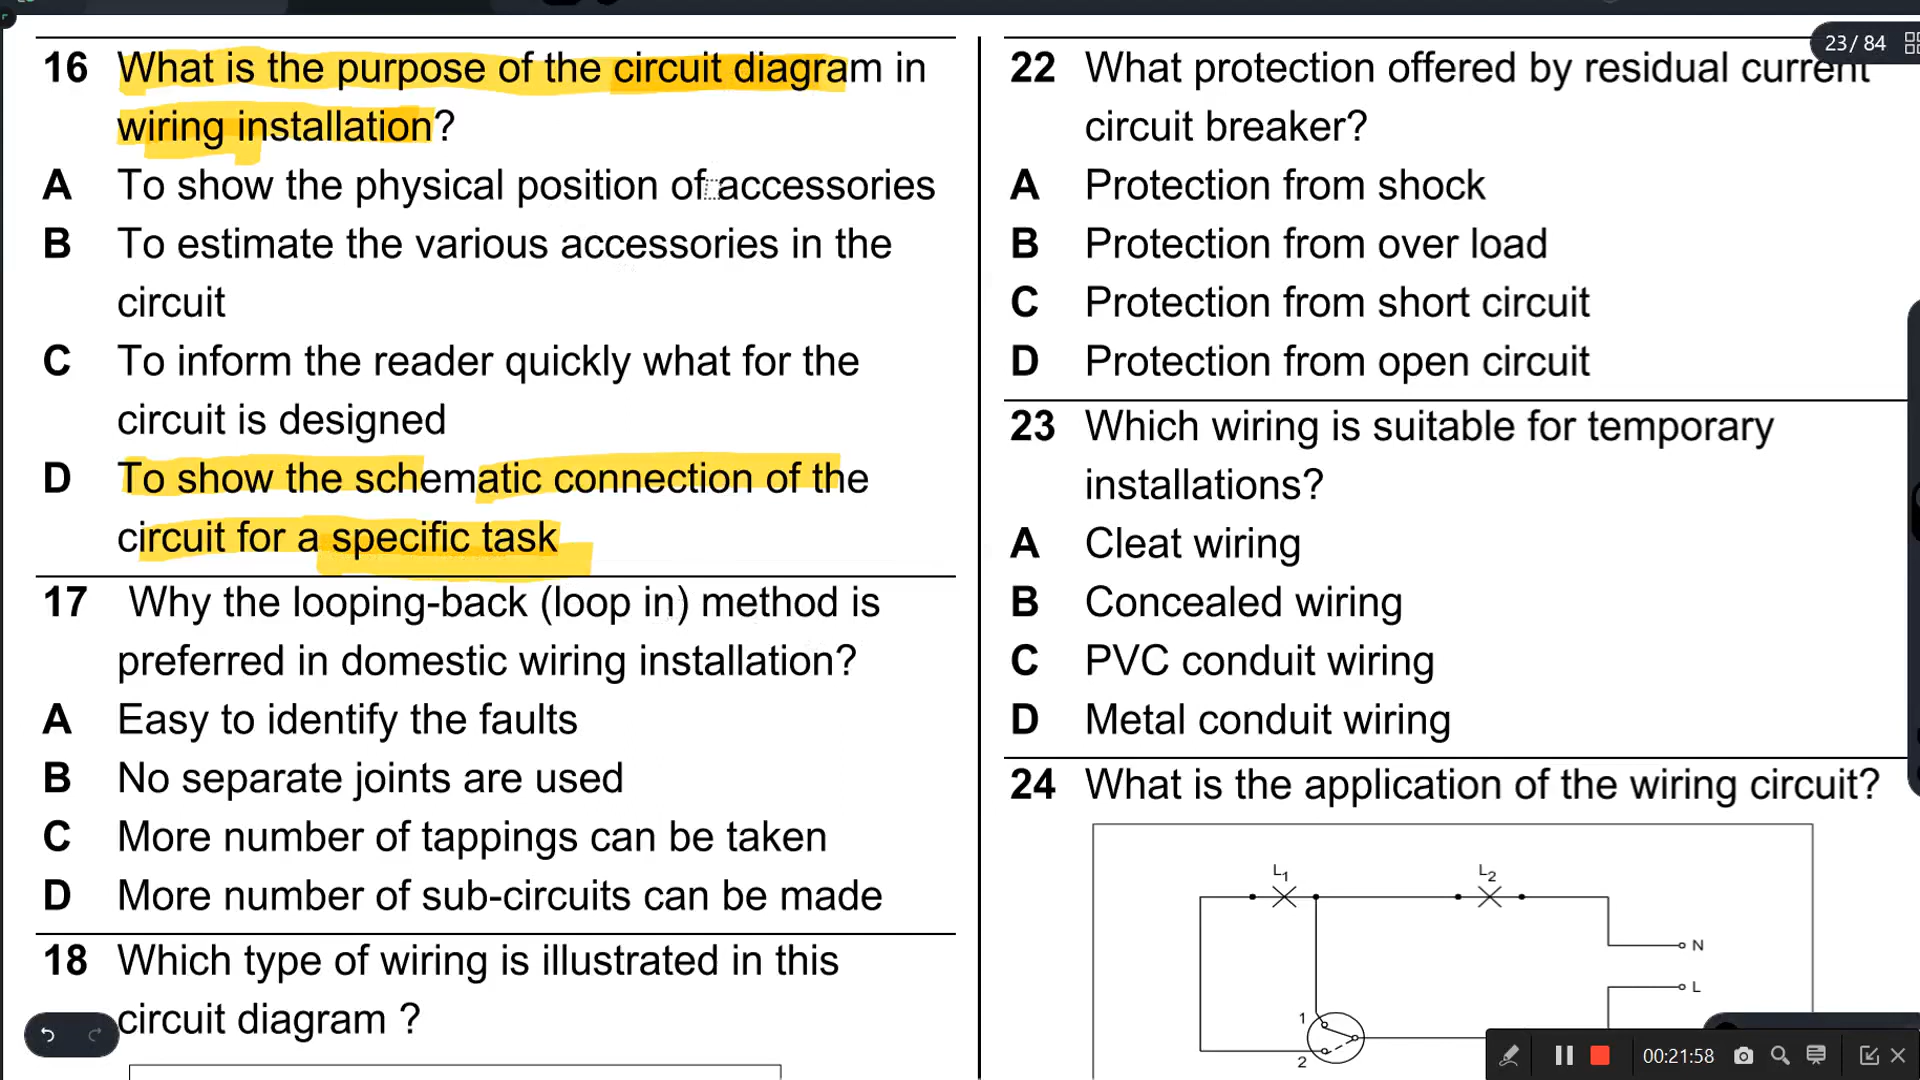 16 What is the purpose of the circuit diagram in
wiring installation?
A To show the physical position of accessories
B To estimate the various accessories in the
circuit
C To inform the reader quickly what for the
circuit is designed
D To show the schematic connection of the
circuit for a specific task
17 Why the looping-back (loop in) method is
preferred in domestic wiring installation?
A Easy to identify the faults
B No separate joints are used
C More number of tappings can be taken
D More number of sub-circuits can be made
18 Which type of wiring is illustrated in this
circuit diagram ?
23 / 84
22 What protection offered by residual current
circuit breaker?
A Protection from shock
B Protection from over load
C Protection from short circuit
D Protection from open circuit
23 Which wiring is suitable for temporary
installations?
A Cleat wiring
B Concealed wiring
C PVC conduit wiring
D Metal conduit wiring
24 What is the application of the wiring circuit?
L1 L2
N
L
1
2
00:21:58